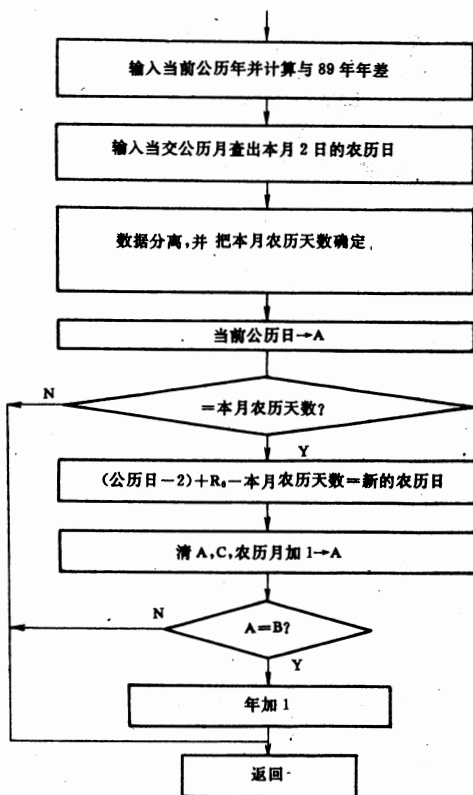 输入当前公历年并计算与89年年差
输入当交公历月查出本月2日的农历日
数据分离,并 把本月农历天数确定
当前公历日→A
N
=本月农历天数?
Y
(公历日-2)+R₀-本月农历天数=新的农历日
清A,C,农历月加1→A
N
A=B?
Y
年加1
返回